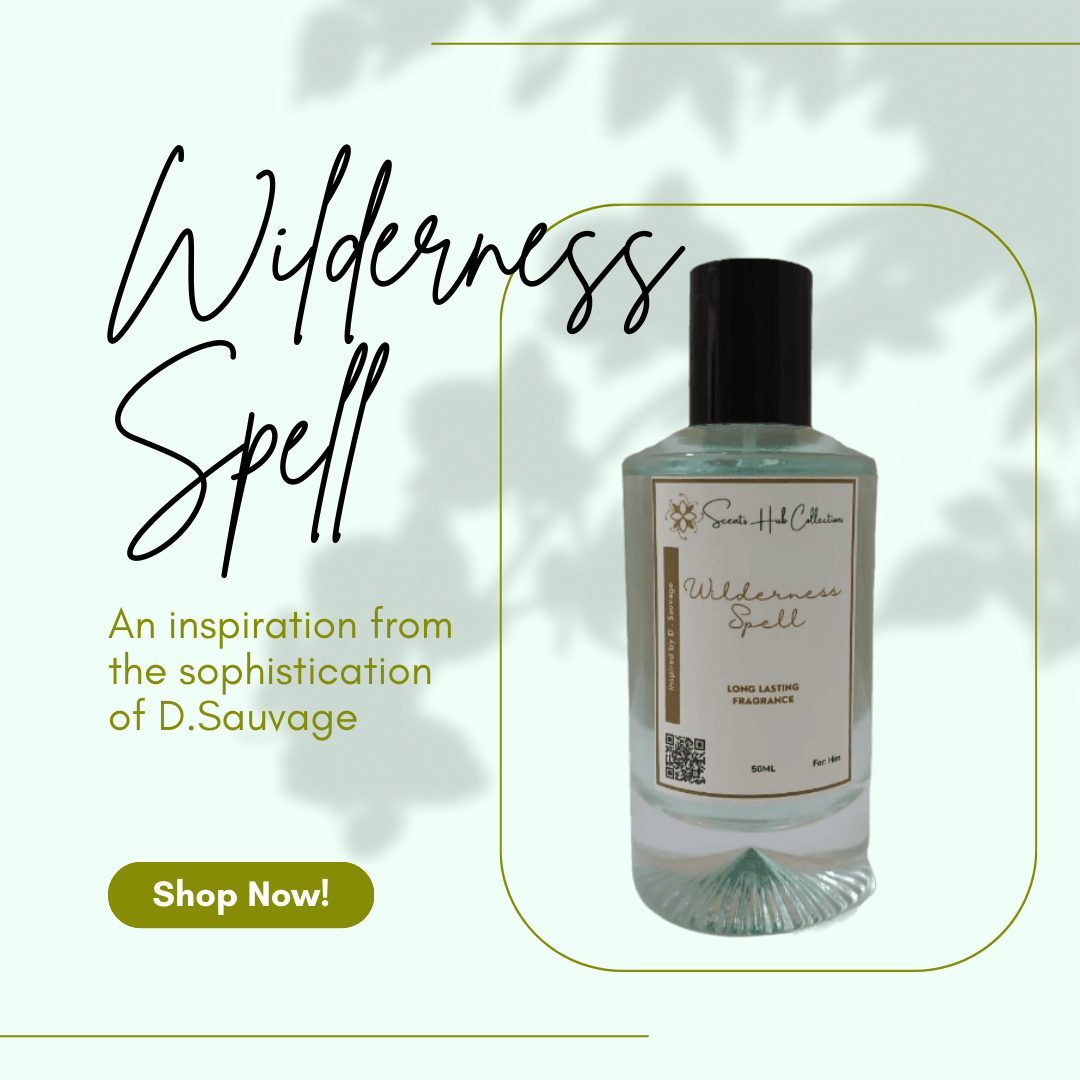 Wilderness
Spell
An inspiration from
the sophistication
of D.Sauvage
Shop Now!
Scents Hub Collections
Inspired by D . Sauvage
Wilderness
Spell
LONG LASTING
FRAGRANCE
50ML
For Him